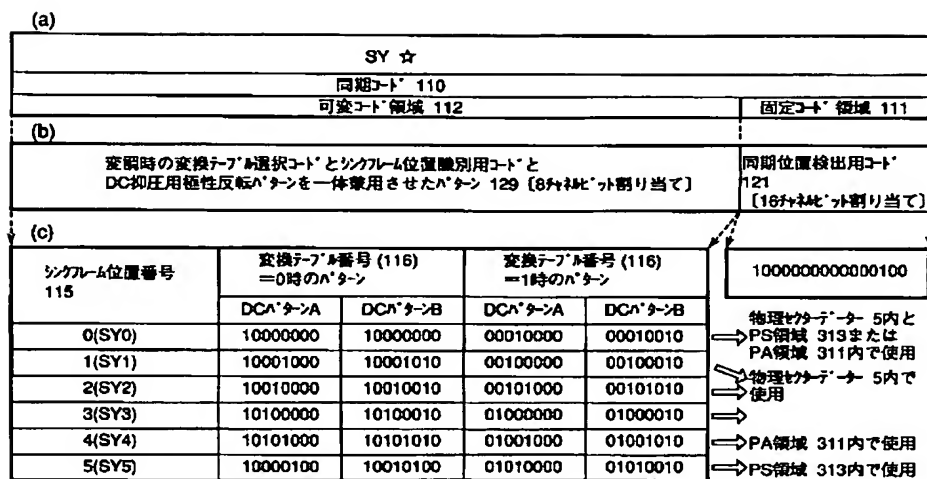 (a)
SY ☆
同期コード 110
可変コード領域 112
固定コード領域 111
(b)
変調時の変換テーブル選択コードとシンクフレーム位置識別用コードと
DC抑圧用極性反転パターンを一体兼用させたパターン 129 [8チャネルビット割り当て]
同期位置検出用コード
121
[16チャネルビット割り当て]
(c)
シンクフレーム位置番号
115
変換テーブル番号 (116)
=0時のパターン
変換テーブル番号 (116)
=1時のパターン
DCパターンA DCパターンB DCパターンA DCパターンB
1000000000000100
0(SY0) 10000000 10000000 00010000 00010010
1(SY1) 10001000 10001010 00100000 00100010
2(SY2) 10010000 10010010 00101000 00101010
3(SY3) 10100000 10100010 01000000 01000010
4(SY4) 10101000 10101010 01001000 01001010
5(SY5) 10000100 10010100 01010000 01010010
物理セクターデーター 5内と
PS領域 313または
PA領域 311内で使用
物理セクターデーター 5内で
使用
PA領域 311内で使用
PS領域 313内で使用